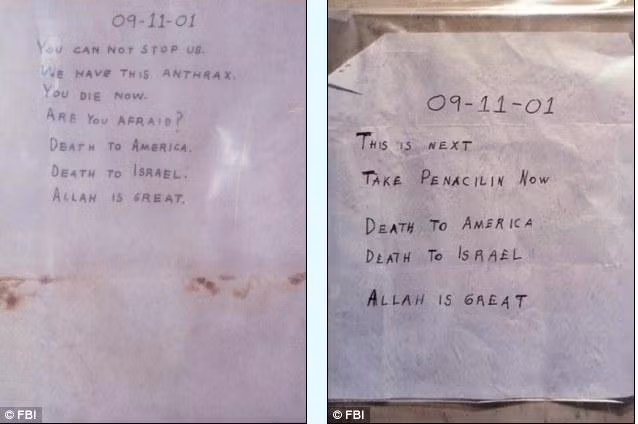 09-11-01
YOU CAN NOT STOP US.
WE HAVE THIS ANTHRAX.
YOU DIE NOW.
ARE YOU AFRAID?
DEATH TO AMERICA.
DEATH TO ISRAEL.
ALLAH IS GREAT.
© FBI
09-11-01
THIS IS NEXT
TAKE PENACILIN NOW
DEATH TO AMERICA
DEATH TO ISRAEL
ALLAH IS GREAT
© FBI